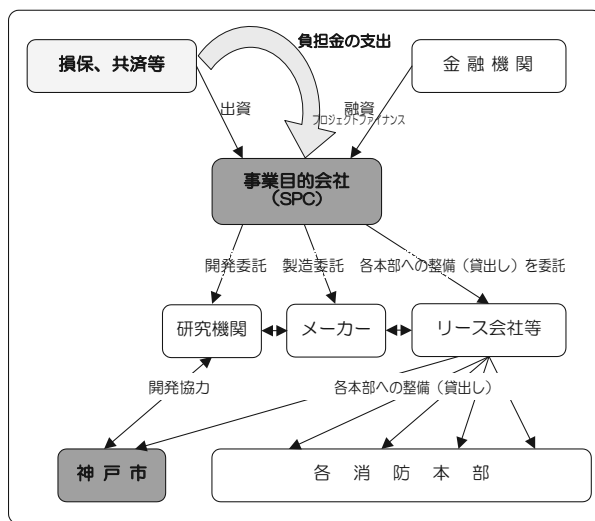 負担金の支出
損保、共済等
金融機関
出資
融資
プロジェクトファイナンス
事業目的会社
(SPC)
開発委託 製造委託 各本部への整備（貸出し）を委託
研究機関 メーカー リース会社等
開発協力 各本部への整備（貸出し）
神戸市 各消防本部